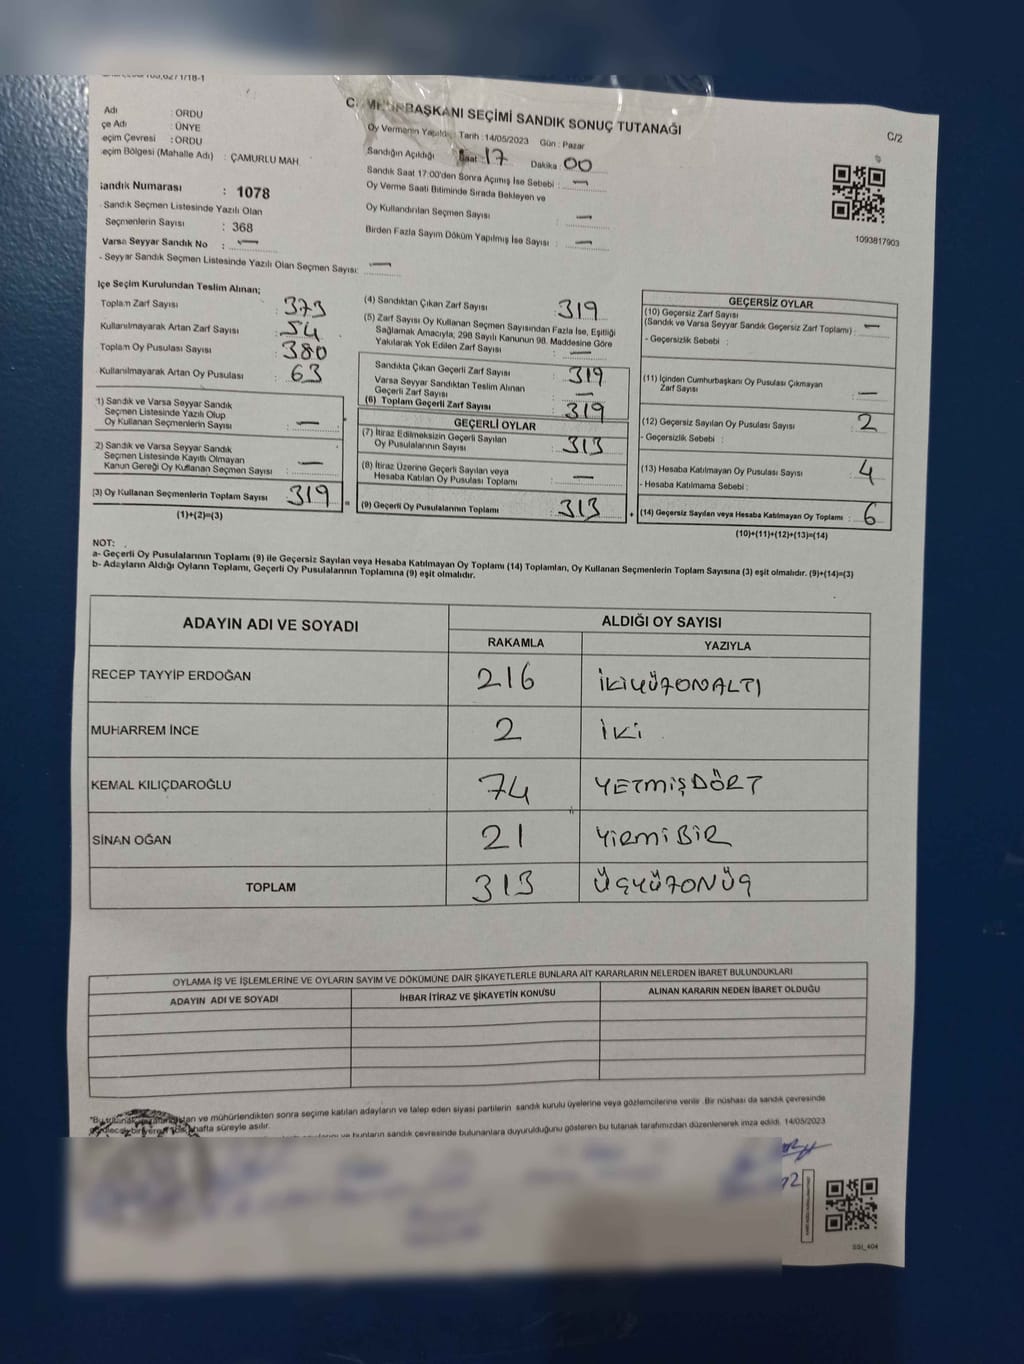 CUMHURBAŞKANI SEÇİMİ SANDIK SONUÇ TUTANAĞI
C/2
Adı : ORDU
çe Adı : ÜNYE
eçim Çevresi : ORDU
eçim Bölgesi (Mahalle Adı) : ÇAMURLU MAH
Sandık Numarası : 1078
Sandık Seçmen Listesinde Yazılı Olan
Seçmenlerin Sayısı : 368
Varsa Seyyar Sandık No : —
- Seyyar Sandık Seçmen Listesinde Yazılı Olan Seçmen Sayısı: —
Oy Vermenin Yapıldığı Tarih : 14/05/2023 Gün : Pazar
Sandığın Açıldığı Saat : 17 Dakika : 00
Sandık Saat 17:00'den Sonra Açımış İse Sebebi : —
Oy Verme Saati Bitiminde Sırada Bekleyen ve
Oy Kullandırılan Seçmen Sayısı —
Birden Fazla Sayım Döküm Yapılmış İse Sayısı : —
1093817903
İlçe Seçim Kurulundan Teslim Alınan;
Toplam Zarf Sayısı : 373
Kullanılmayarak Artan Zarf Sayısı : 54
Toplam Oy Pusulası Sayısı : 380
Kullanılmayarak Artan Oy Pusulası : 63
1) Sandık ve Varsa Seyyar Sandık
Seçmen Listesinde Yazılı Olup
Oy Kullanan Seçmenlerin Sayısı : —
2) Sandık ve Varsa Seyyar Sandık
Seçmen Listesinde Kayıtlı Olmayan
Kanun Gereği Oy Kullanan Seçmen Sayısı : —
(3) Oy Kullanan Seçmenlerin Toplam Sayısı : 319
(1)+(2)=(3)
(4) Sandıktan Çıkan Zarf Sayısı : 319
(5) Zarf Sayısı Oy Kullanan Seçmen Sayısından Fazla İse, Eşitliği
Sağlamak Amacıyla, 298 Sayılı Kanunun 98. Maddesine Göre
Yakılarak Yok Edilen Zarf Sayısı : —
Sandıkta Çıkan Geçerli Zarf Sayısı : 319
Varsa Seyyar Sandıktan Teslim Alınan
Geçerli Zarf Sayısı : —
(6) Toplam Geçerli Zarf Sayısı : 319
GEÇERLİ OYLAR
(7) İtiraz Edilmeksizin Geçerli Sayılan
Oy Pusulalarının Sayısı : 313
(8) İtiraz Üzerine Geçerli Sayılan veya
Hesaba Katılan Oy Pusulası Toplamı : —
(9) Geçerli Oy Pusulalarının Toplamı : 313
GEÇERSİZ OYLAR
(10) Geçersiz Zarf Sayısı
(Sandık ve Varsa Seyyar Sandık Geçersiz Zarf Toplamı) : —
- Geçersizlik Sebebi :
(11) İçinden Cumhurbaşkanı Oy Pusulası Çıkmayan
Zarf Sayısı : —
(12) Geçersiz Sayılan Oy Pusulası Sayısı : 2
- Geçersizlik Sebebi :
(13) Hesaba Katılmayan Oy Pusulası Sayısı : 4
- Hesaba Katılmama Sebebi :
(14) Geçersiz Sayılan veya Hesaba Katılmayan Oy Toplamı : 6
(10)+(11)+(12)+(13)=(14)
NOT:
a- Geçerli Oy Pusulalarının Toplamı (9) ile Geçersiz Sayılan veya Hesaba Katılmayan Oy Toplamı (14) Toplamları, Oy Kullanan Seçmenlerin Toplam Sayısına (3) eşit olmalıdır. (9)+(14)=(3)
b- Adayların Aldığı Oyların Toplamı, Geçerli Oy Pusulalarının Toplamına (9) eşit olmalıdır.
ADAYIN ADI VE SOYADI ALDIĞI OY SAYISI
RAKAMLA YAZIYLA
RECEP TAYYİP ERDOĞAN 216 İKİYÜZONALTI
MUHARREM İNCE 2 İKİ
KEMAL KILIÇDAROĞLU 74 YETMİŞDÖRT
SİNAN OĞAN 21 YİRMİBİR
TOPLAM 313 ÜÇYÜZONÜÇ
OYLAMA İŞ VE İŞLEMLERİNE VE OYLARIN SAYIM VE DÖKÜMÜNE DAİR ŞİKAYETLERLE BUNLARA AİT KARARLARIN NELERDEN İBARET BULUNDUKLARI
ADAYIN ADI VE SOYADI İHBAR İTİRAZ VE ŞİKAYETİN KONUSU ALINAN KARARIN NEDEN İBARET OLDUĞU
ve mühürlendikten sonra seçime katılan adayların ve talep eden siyasi partilerin sandık kurulu üyelerine veya gözlemcilerine verilir .Bir nüshası da sandık çevresinde
hafta süreyle asılır.
ve bunların sandık çevresinde bulunanlara duyurulduğunu gösteren bu tutanak tarafımızdan düzenlenerek imza edildi. 14/05/2023
SSI_404